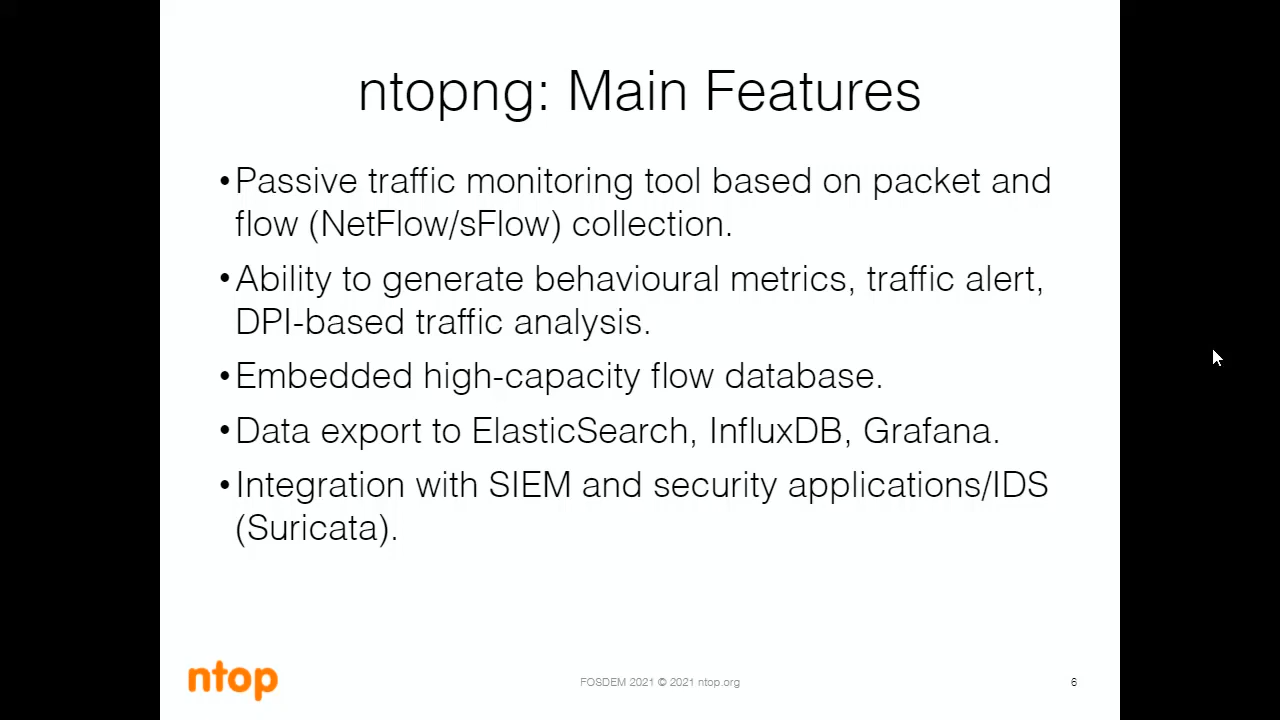 ntopng: Main Features
•Passive traffic monitoring tool based on packet and
flow (NetFlow/sFlow) collection.
•Ability to generate behavioural metrics, traffic alert,
DPI-based traffic analysis.
•Embedded high-capacity flow database.
•Data export to ElasticSearch, InfluxDB, Grafana.
•Integration with SIEM and security applications/IDS
(Suricata).
ntop
FOSDEM 2021 © 2021 ntop.org
6